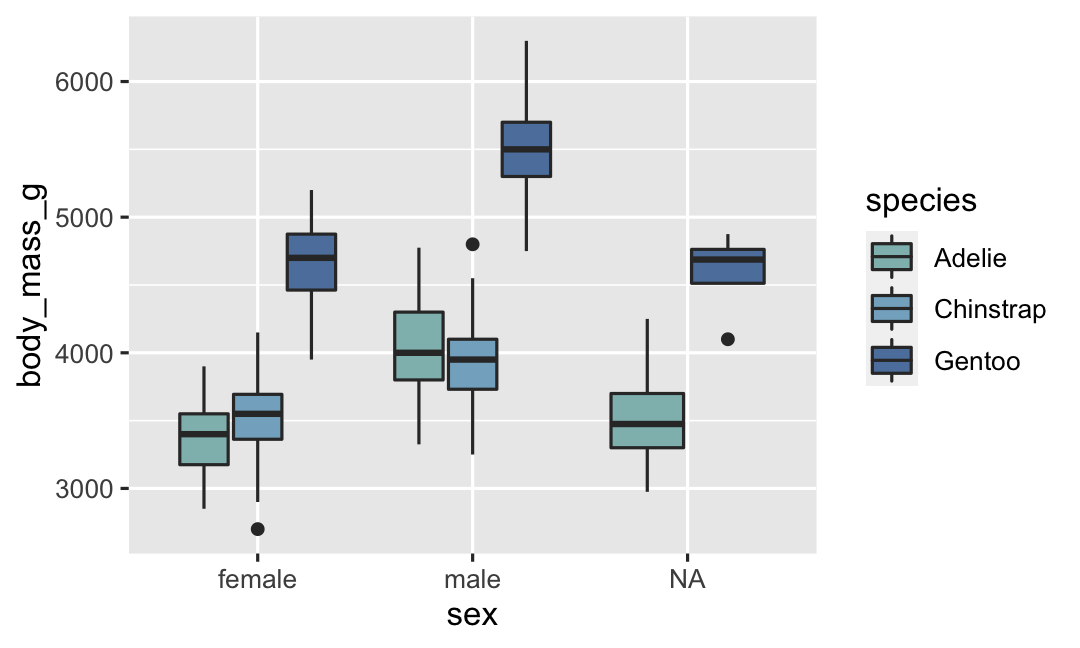 body_mass_g
6000
5000
4000
3000
female
male
NA
sex
species
Adelie
Chinstrap
Gentoo